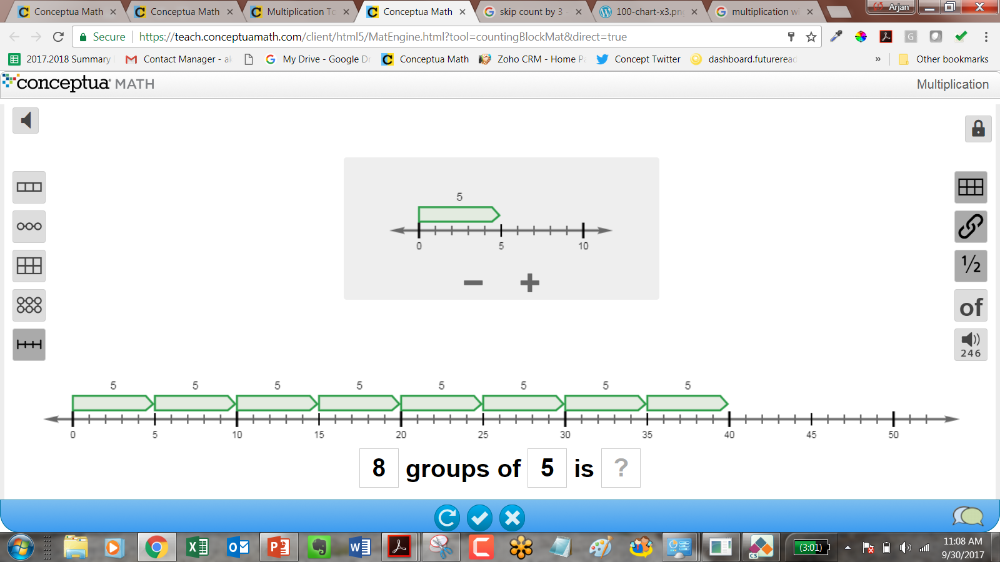 Conceptua Math
Conceptua Math
Multiplication To
Conceptua Math
skip count by 3 -
100-chart-x3.pn
multiplication wi
Arjan
Secure
https://teach.conceptuamath.com/client/html5/MatEngine.html?tool=countingBlockMat&direct=true
2017.2018 Summary
Contact Manager - a
My Drive - Google Dr
Conceptua Math
Zoho CRM - Home Pa
Concept Twitter
dashboard.futureread
»
Other bookmarks
conceptua MATH
Multiplication
5
0 5 10
− +
1/2
of
246
5 5 5 5 5 5 5 5
0 5 10 15 20 25 30 35 40 45 50
8 groups of 5 is ?
(3:01)
11:08 AM
9/30/2017